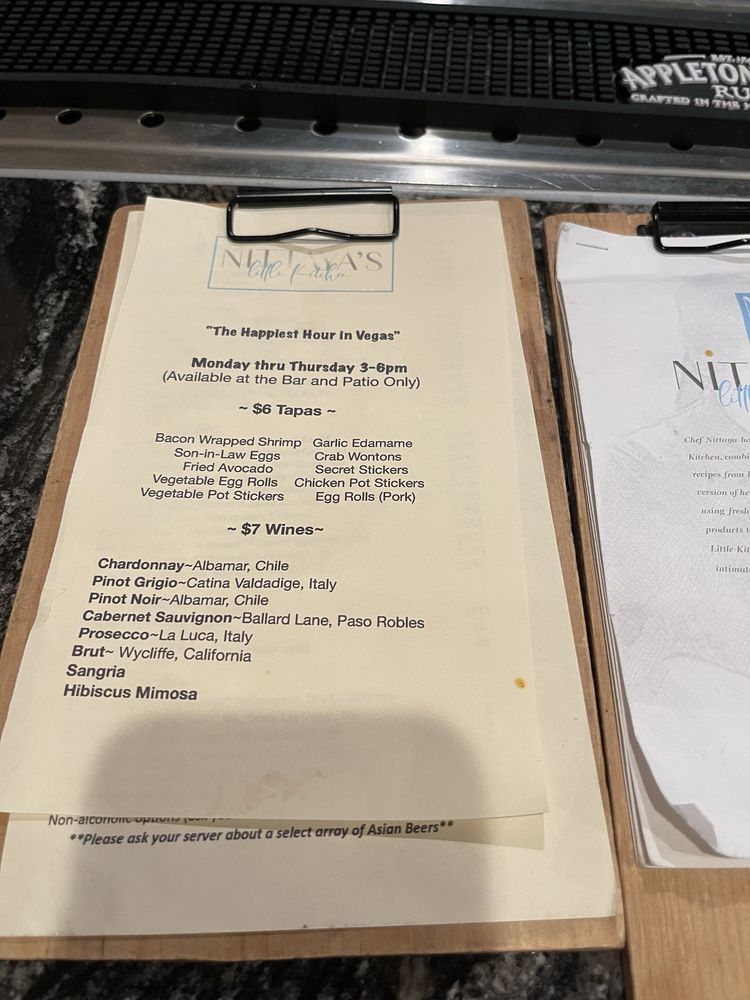 APPLETON
CRAFTED IN THE
NITTAYA'S
little Kitchen
"The Happiest Hour in Vegas"
Monday thru Thursday 3-6pm
(Available at the Bar and Patio Only)
~ $6 Tapas ~
Bacon Wrapped Shrimp Garlic Edamame
Son-in-Law Eggs Crab Wontons
Fried Avocado Secret Stickers
Vegetable Egg Rolls Chicken Pot Stickers
Vegetable Pot Stickers Egg Rolls (Pork)
~ $7 Wines~
Chardonnay~Albamar, Chile
Pinot Grigio~Catina Valdadige, Italy
Pinot Noir~Albamar, Chile
Cabernet Sauvignon~Ballard Lane, Paso Robles
Prosecco~La Luca, Italy
Brut~ Wycliffe, California
Sangria
Hibiscus Mimosa
Non-alcoholic options
**Please ask your server about a select array of Asian Beers**
NIT
Chef Nittaya
Kitchen,
recipes from
version of
using fresh
products
Little